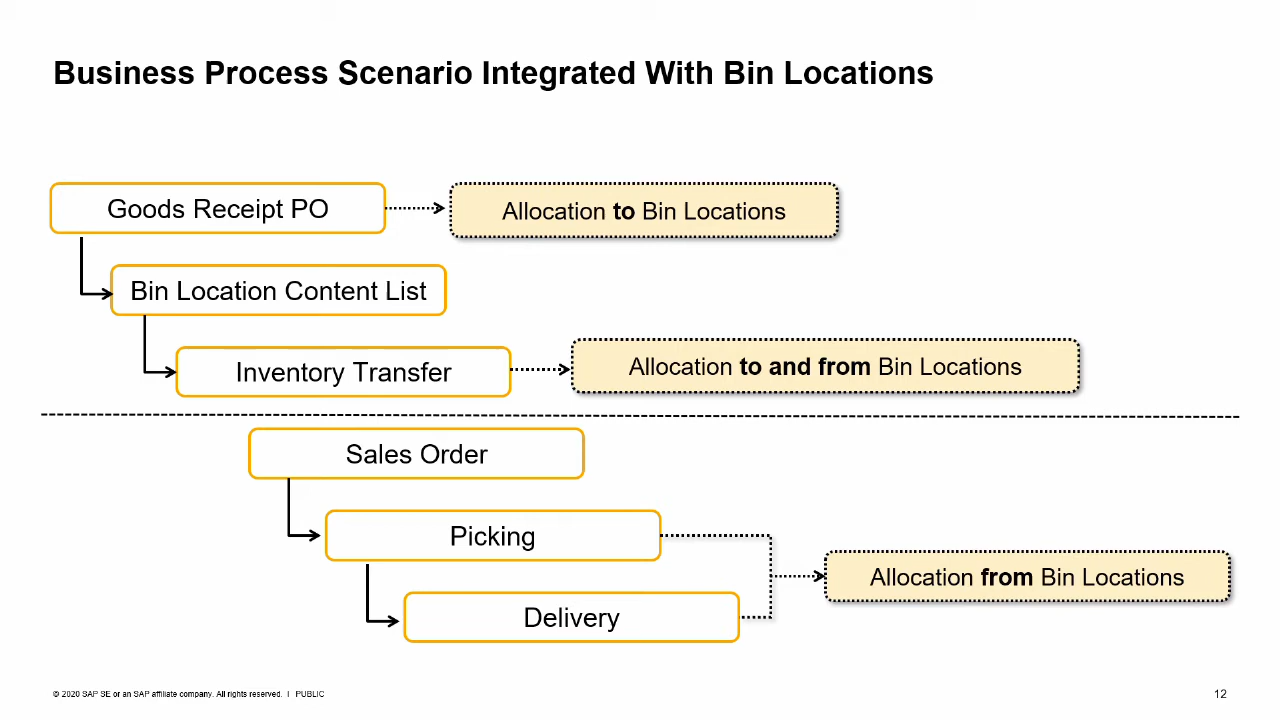 Business Process Scenario Integrated With Bin Locations
Goods Receipt PO
Allocation to Bin Locations
Bin Location Content List
Inventory Transfer
Allocation to and from Bin Locations
Sales Order
Picking
Allocation from Bin Locations
Delivery
© 2020 SAP SE or an SAP affiliate company. All rights reserved. I PUBLIC
12